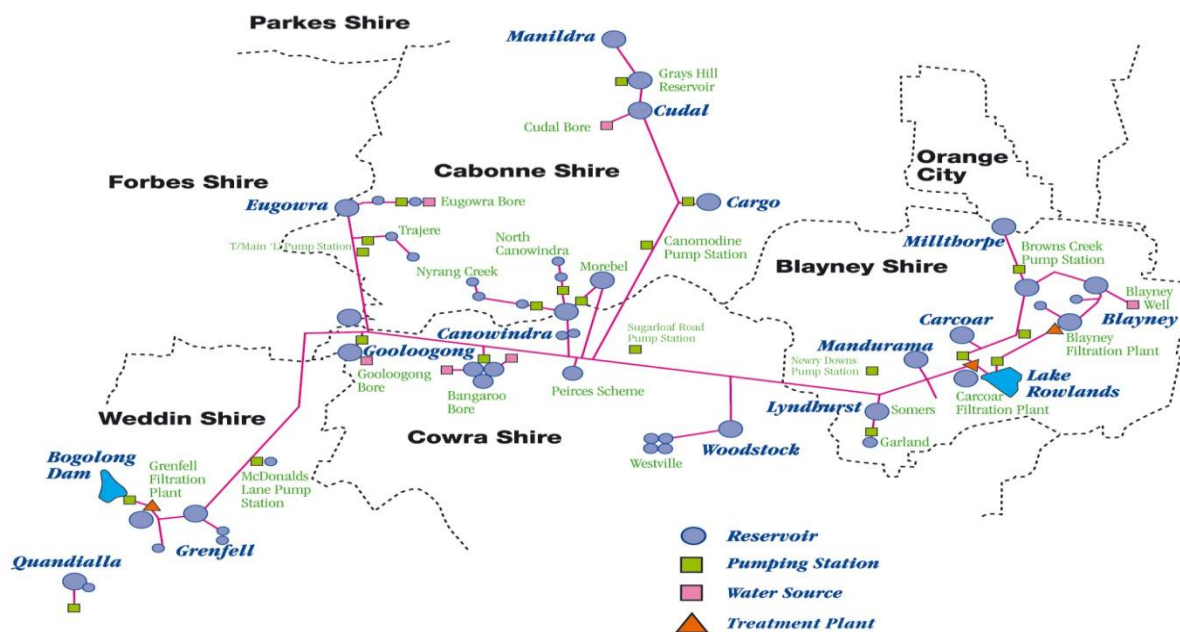 Parkes Shire
Manildra
Grays Hill
Reservoir
Cudal
Cudal Bore
Orange
City
Cabonne Shire
Forbes Shire
Eugowra
Eugowra Bore
Cargo
Trajere
T/Main 'L' Pump Station
North
Canowindra
Canomodine
Pump Station
Millthorpe
Browns Creek
Pump Station
Nyrang Creek
Morebel
Blayney Shire
Blayney
Well
Blayney
Canowindra
Sugarloaf Road
Pump Station
Carcoar
Blayney
Filtration Plant
Mandurama
Gooloogong
Gooloogong
Bore
Bangaroo
Bore
Peirces Scheme
Newry Downs
Pump Station
Lake
Rowlands
Carcoar
Filtration Plant
Weddin Shire
Cowra Shire
Lyndhurst
Somers
Garland
Woodstock
Westville
Bogolong
Dam
Grenfell
Filtration
Plant
McDonalds
Lane Pump
Station
Grenfell
Quandialla
Reservoir
Pumping Station
Water Source
Treatment Plant